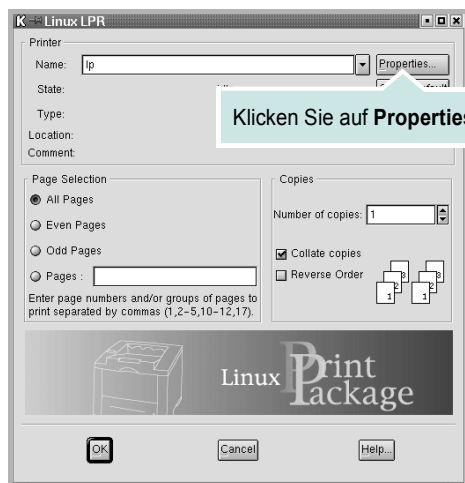 Linux LPR
Printer
Name: lp Properties...
State:
Type:
Klicken Sie auf Properties
Location:
Comment:
Page Selection
Copies
All Pages
Number of copies: 1
Even Pages
Odd Pages
Collate copies
Pages :
Reverse Order
Enter page numbers and/or groups of pages to
print separated by commas (1,2-5,10-12,17).
Linux Print
Package
OK Cancel Help...